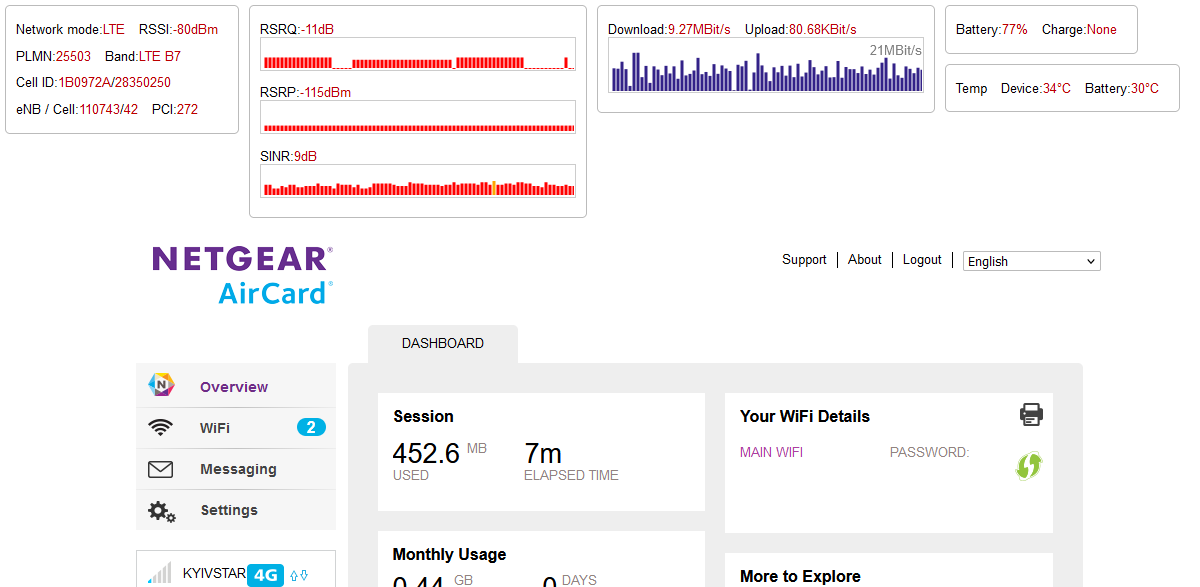 Network mode:LTE RSSI:-80dBm
PLMN:25503 Band:LTE B7
Cell ID:1B0972A/28350250
eNB / Cell:110743/42 PCI:272
RSRQ:-11dB
RSRP:-115dBm
SINR:9dB
Download:9.27MBit/s Upload:80.68KBit/s
21MBit/s
Battery:77% Charge:None
Temp Device:34°C Battery:30°C
NETGEAR®
AirCard®
Support About Logout English
DASHBOARD
N Overview
WiFi 2
Messaging
Settings
KYIVSTAR 4G
Session
452.6 MB 7m
USED ELAPSED TIME
Your WiFi Details
MAIN WIFI PASSWORD:
Monthly Usage
0.44 GB 0 DAYS
More to Explore